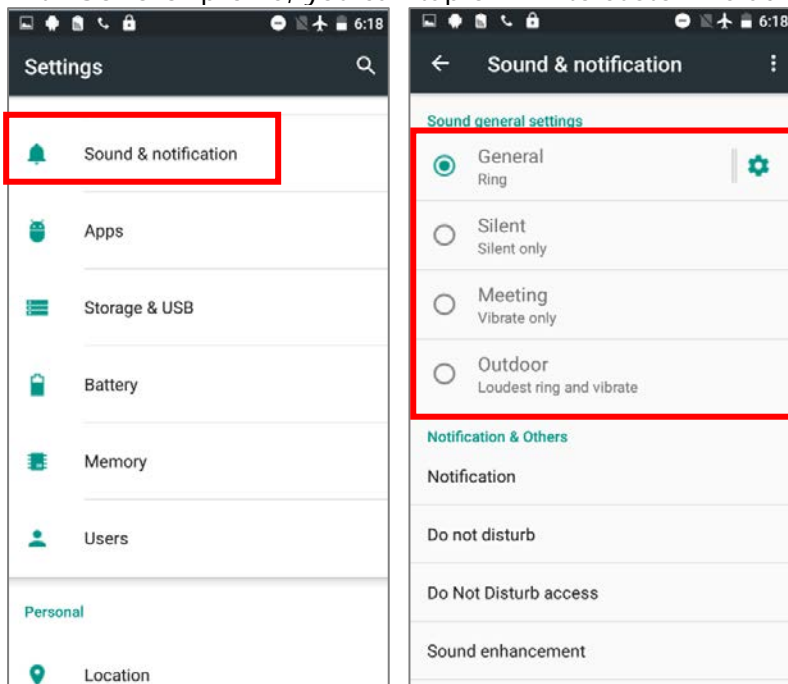 6:18
Settings
Sound & notification
Apps
Storage & USB
Battery
Memory
Users
Personal
Location
6:18
Sound & notification
Sound general settings
General
Ring
Silent
Silent only
Meeting
Vibrate only
Outdoor
Loudest ring and vibrate
Notification & Others
Notification
Do not disturb
Do Not Disturb access
Sound enhancement